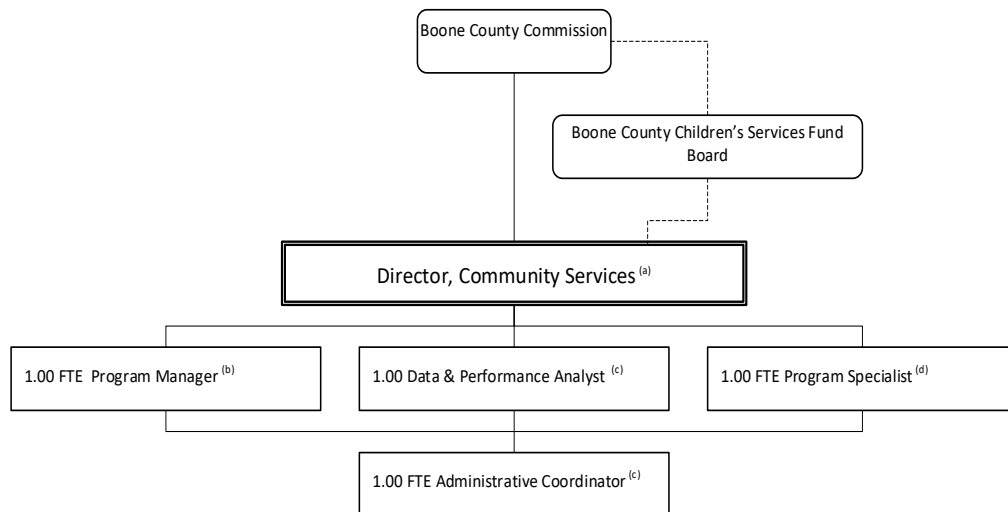 Boone County Commission
Boone County Children’s Services Fund
Board
Director, Community Services (a)
1.00 FTE  Program Manager (b)
1.00 Data & Performance Analyst (c)
1.00 FTE Program Specialist (d)
1.00 FTE Administrative Coordinator (c)